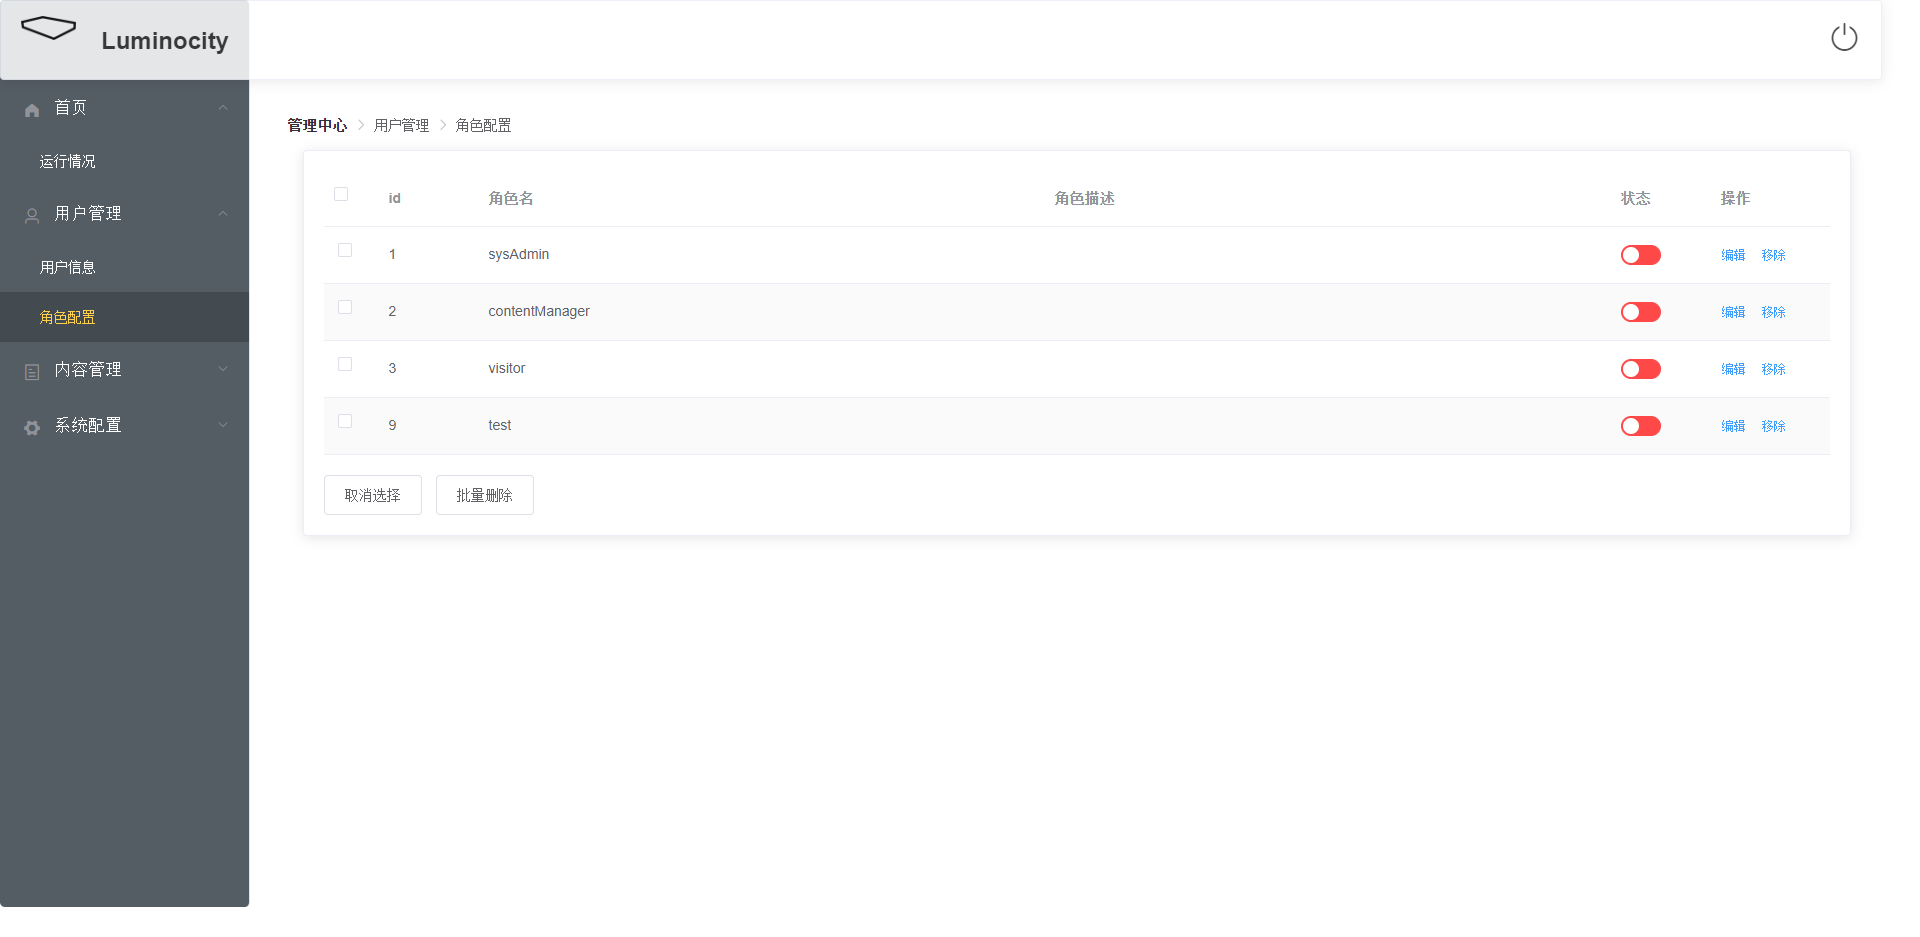 Luminocity
首页
运行情况
用户管理
用户信息
角色配置
内容管理
系统配置
管理中心 用户管理 角色配置
id 角色名 角色描述 状态 操作
1 sysAdmin 编辑 移除
2 contentManager 编辑 移除
3 visitor 编辑 移除
9 test 编辑 移除
取消选择 批量删除